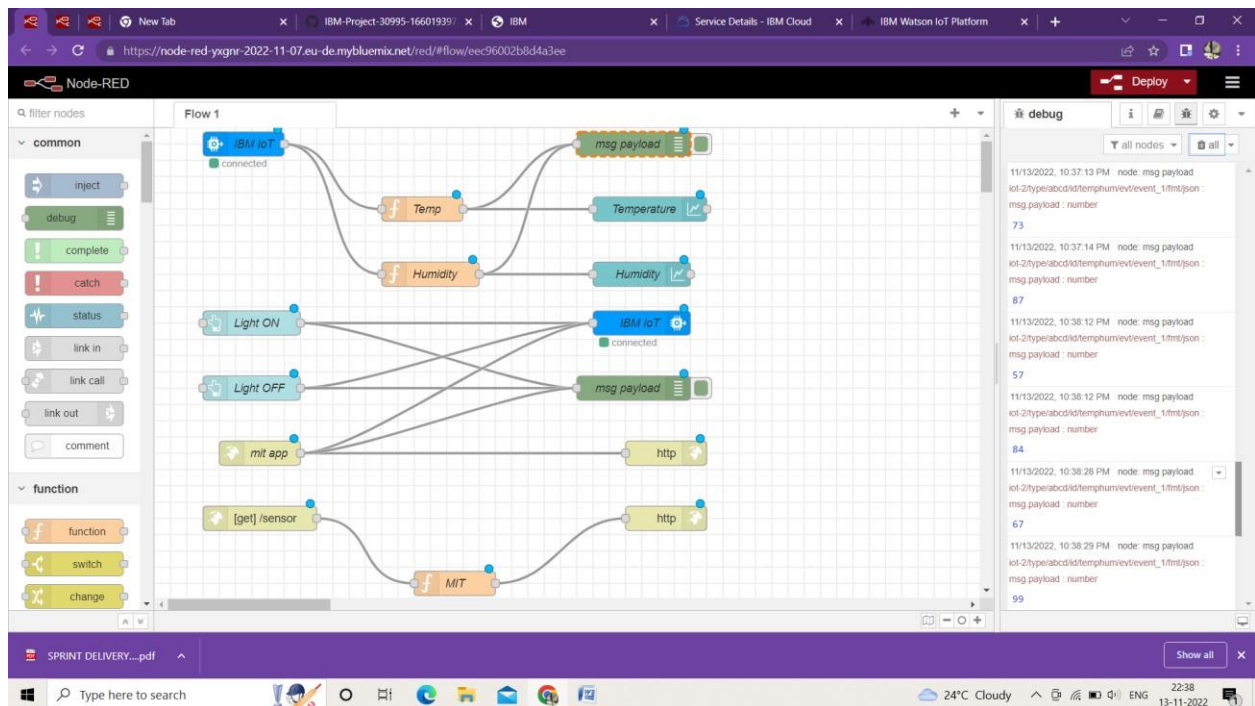 New Tab
IBM-Project-30995-16601939
IBM
Service Details - IBM Cloud
IBM Watson IoT Platform
https://node-red-yxgnr-2022-11-07.eu-de.mybluemix.net/red/#flow/eec96002b8d4a3ee
Node-RED
Deploy
filter nodes
Flow 1
debug
i
common
all nodes
all
inject
debug
complete
catch
status
link in
link call
link out
comment
function
function
switch
change
IBM IoT
connected
msg payload
Temp
Temperature
Humidity
Humidity
Light ON
IBM IoT
connected
Light OFF
msg payload
mit app
http
[get] /sensor
http
MIT
11/13/2022, 10:37:13 PM node: msg payload
iot-2/type/abcd/id/temphum/evt/event_1/fmt/json :
msg.payload : number
73
11/13/2022, 10:37:14 PM node: msg payload
iot-2/type/abcd/id/temphum/evt/event_1/fmt/json :
msg.payload : number
87
11/13/2022, 10:38:12 PM node: msg payload
iot-2/type/abcd/id/temphum/evt/event_1/fmt/json :
msg.payload : number
57
11/13/2022, 10:38:12 PM node: msg payload
iot-2/type/abcd/id/temphum/evt/event_1/fmt/json :
msg.payload : number
84
11/13/2022, 10:38:28 PM node: msg payload
iot-2/type/abcd/id/temphum/evt/event_1/fmt/json :
msg.payload : number
67
11/13/2022, 10:38:29 PM node: msg payload
iot-2/type/abcd/id/temphum/evt/event_1/fmt/json :
msg.payload : number
99
SPRINT DELIVERY....pdf
Show all
Type here to search
24°C Cloudy
ENG
22:38
13-11-2022